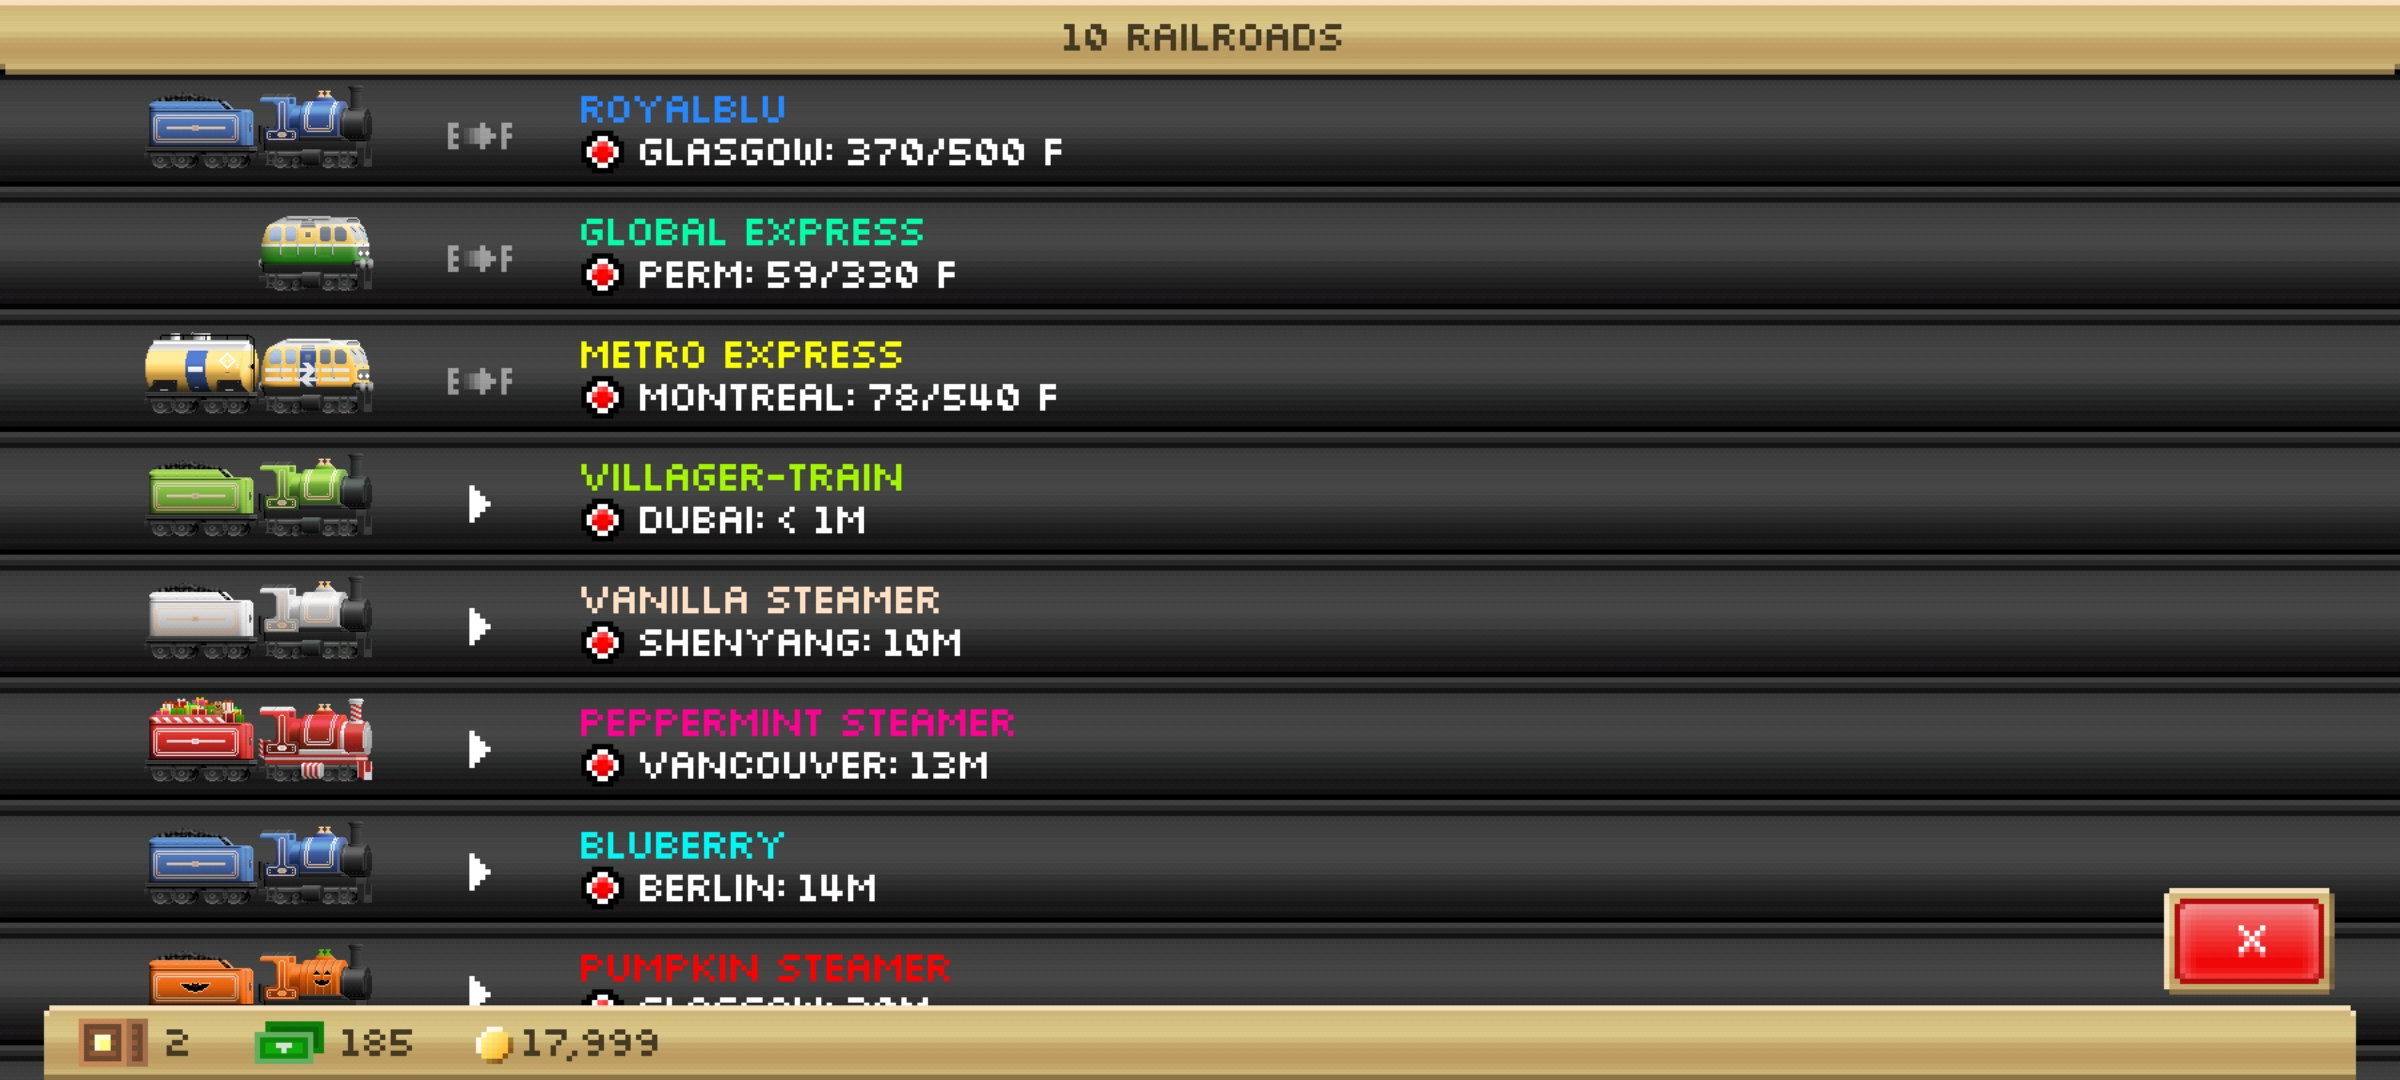 10 RAILROADS
E F
ROYALBLU
GLASGOW: 370/500 F
E F
GLOBAL EXPRESS
PERM: 59/330 F
E F
METRO EXPRESS
MONTREAL: 78/540 F
VILLAGER-TRAIN
DUBAI: < 1M
VANILLA STEAMER
SHENYANG: 10M
PEPPERMINT STEAMER
VANCOUVER: 13M
BLUBERRY
BERLIN: 14M
PUMPKIN STEAMER
X
2 185 17,999